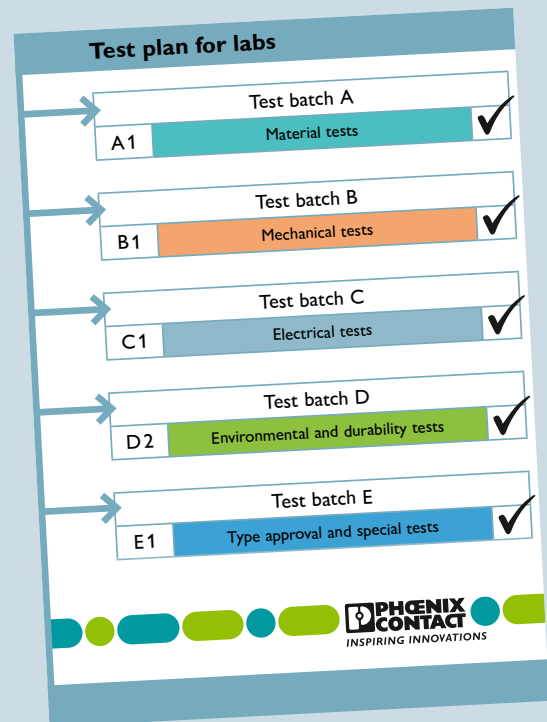 Test plan for labs
Test batch A
A1 Material tests
Test batch B
B1 Mechanical tests
Test batch C
C1 Electrical tests
Test batch D
D2 Environmental and durability tests
Test batch E
E1 Type approval and special tests
PHŒNIX
CONTACT
INSPIRING INNOVATIONS